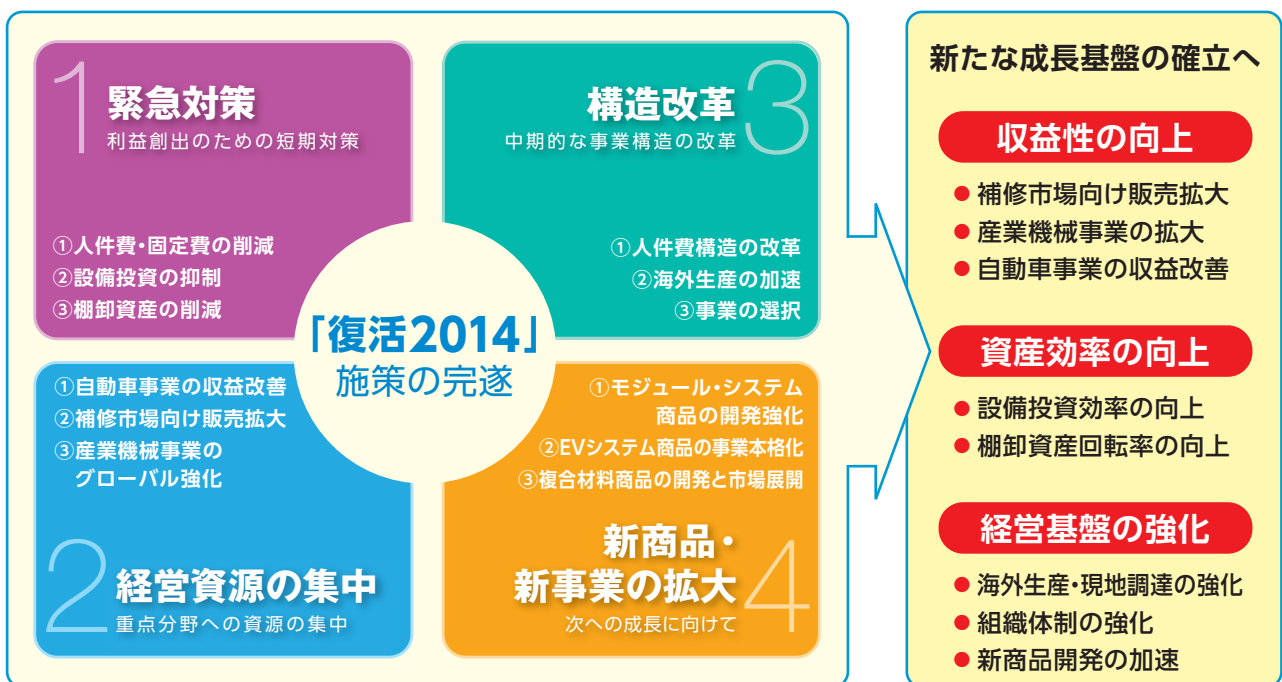 1
緊急対策
利益創出のための短期対策
①人件費・固定費の削減
②設備投資の抑制
③棚卸資産の削減
2
①自動車事業の収益改善
②補修市場向け販売拡大
③産業機械事業の
グローバル強化
経営資源の集中
重点分野への資源の集中
3
構造改革
中期的な事業構造の改革
①人件費構造の改革
②海外生産の加速
③事業の選択
4
①モジュール・システム
商品の開発強化
②EVシステム商品の事業本格化
③複合材料商品の開発と市場展開
新商品・
新事業の拡大
次への成長に向けて
「復活2014」
施策の完遂
新たな成長基盤の確立へ
収益性の向上
●補修市場向け販売拡大
●産業機械事業の拡大
●自動車事業の収益改善
資産効率の向上
●設備投資効率の向上
●棚卸資産回転率の向上
経営基盤の強化
●海外生産・現地調達の強化
●組織体制の強化
●新商品開発の加速